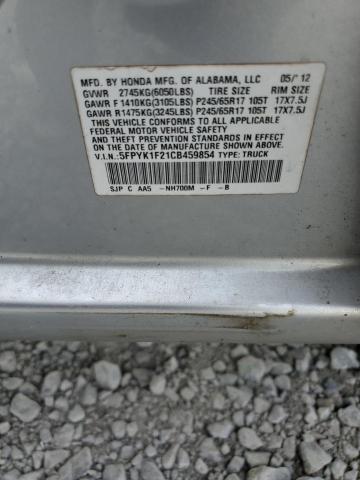 MFD. BY HONDA MFG. OF ALABAMA, LLC 05/'12
GVWR 2745KG(6050LBS) TIRE SIZE RIM SIZE
GAWR F 1410KG(3105LBS) P245/65R17 105T 17X7.5J
GAWR R1475KG(3245LBS) P245/65R17 105T 17X7.5J
THIS VEHICLE CONFORMS TO ALL APPLICABLE
FEDERAL MOTOR VEHICLE SAFETY AND THEFT
PREVENTION STANDARDS IN EFFECT ON THE
DATE OF MANUFACTURE SHOWN ABOVE.
V.I.N.: 5FPYK1F21CB459854 TYPE: TRUCK
SJP C AA5 -NH700M -F -B